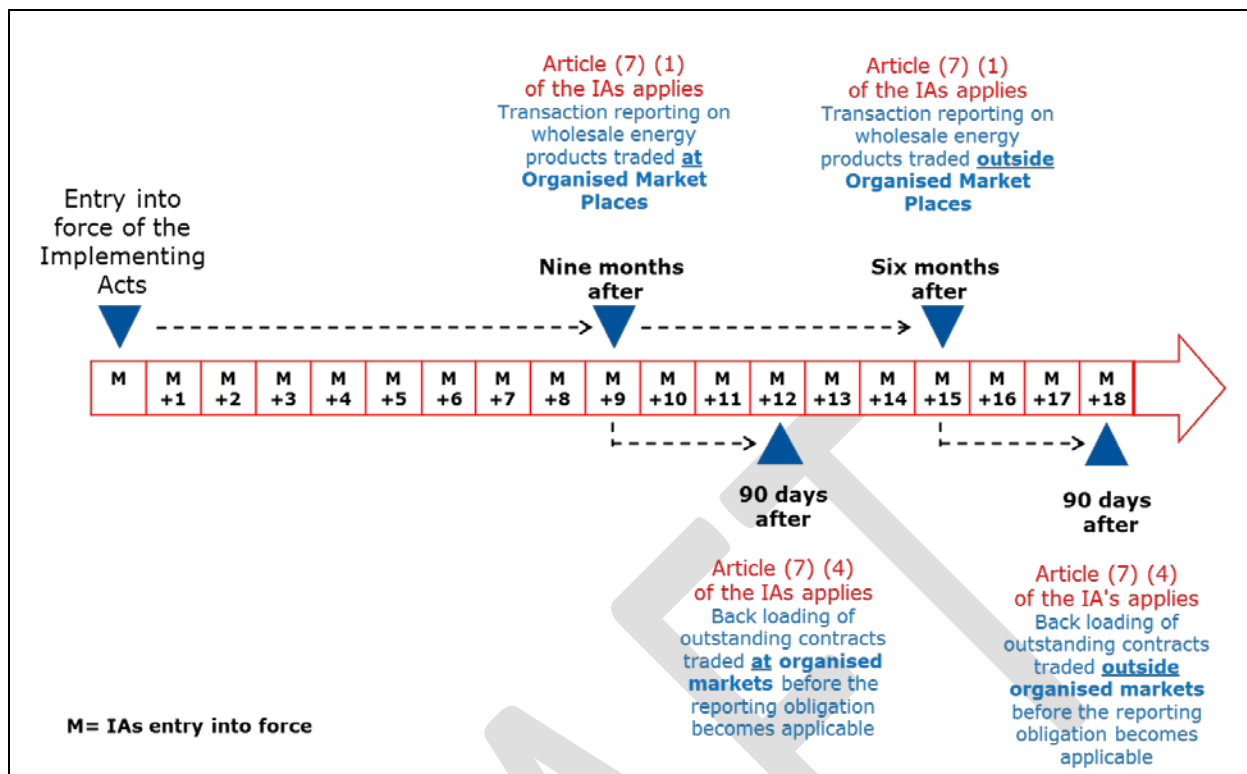 Article (7) (1)
of the IAs applies
Transaction reporting on
wholesale energy
products traded at
Organised Market
Places
Article (7) (1)
of the IAs applies
Transaction reporting on
wholesale energy
products traded outside
Organised Market
Places
Entry into
force of the
Implementing
Acts
Nine months
after
Six months
after
M M M M M M M M M M M M M M M M M M M
+1 +2 +3 +4 +5 +6 +7 +8 +9 +10 +11 +12 +13 +14 +15 +16 +17 +18
90 days
after
90 days
after
Article (7) (4)
of the IAs applies
Back loading of
outstanding contracts
traded at organised
markets before the
reporting obligation
becomes applicable
Article (7) (4)
of the IA's applies
Back loading of
outstanding contracts
traded outside
organised markets
before the reporting
obligation becomes
applicable
M= IAs entry into force